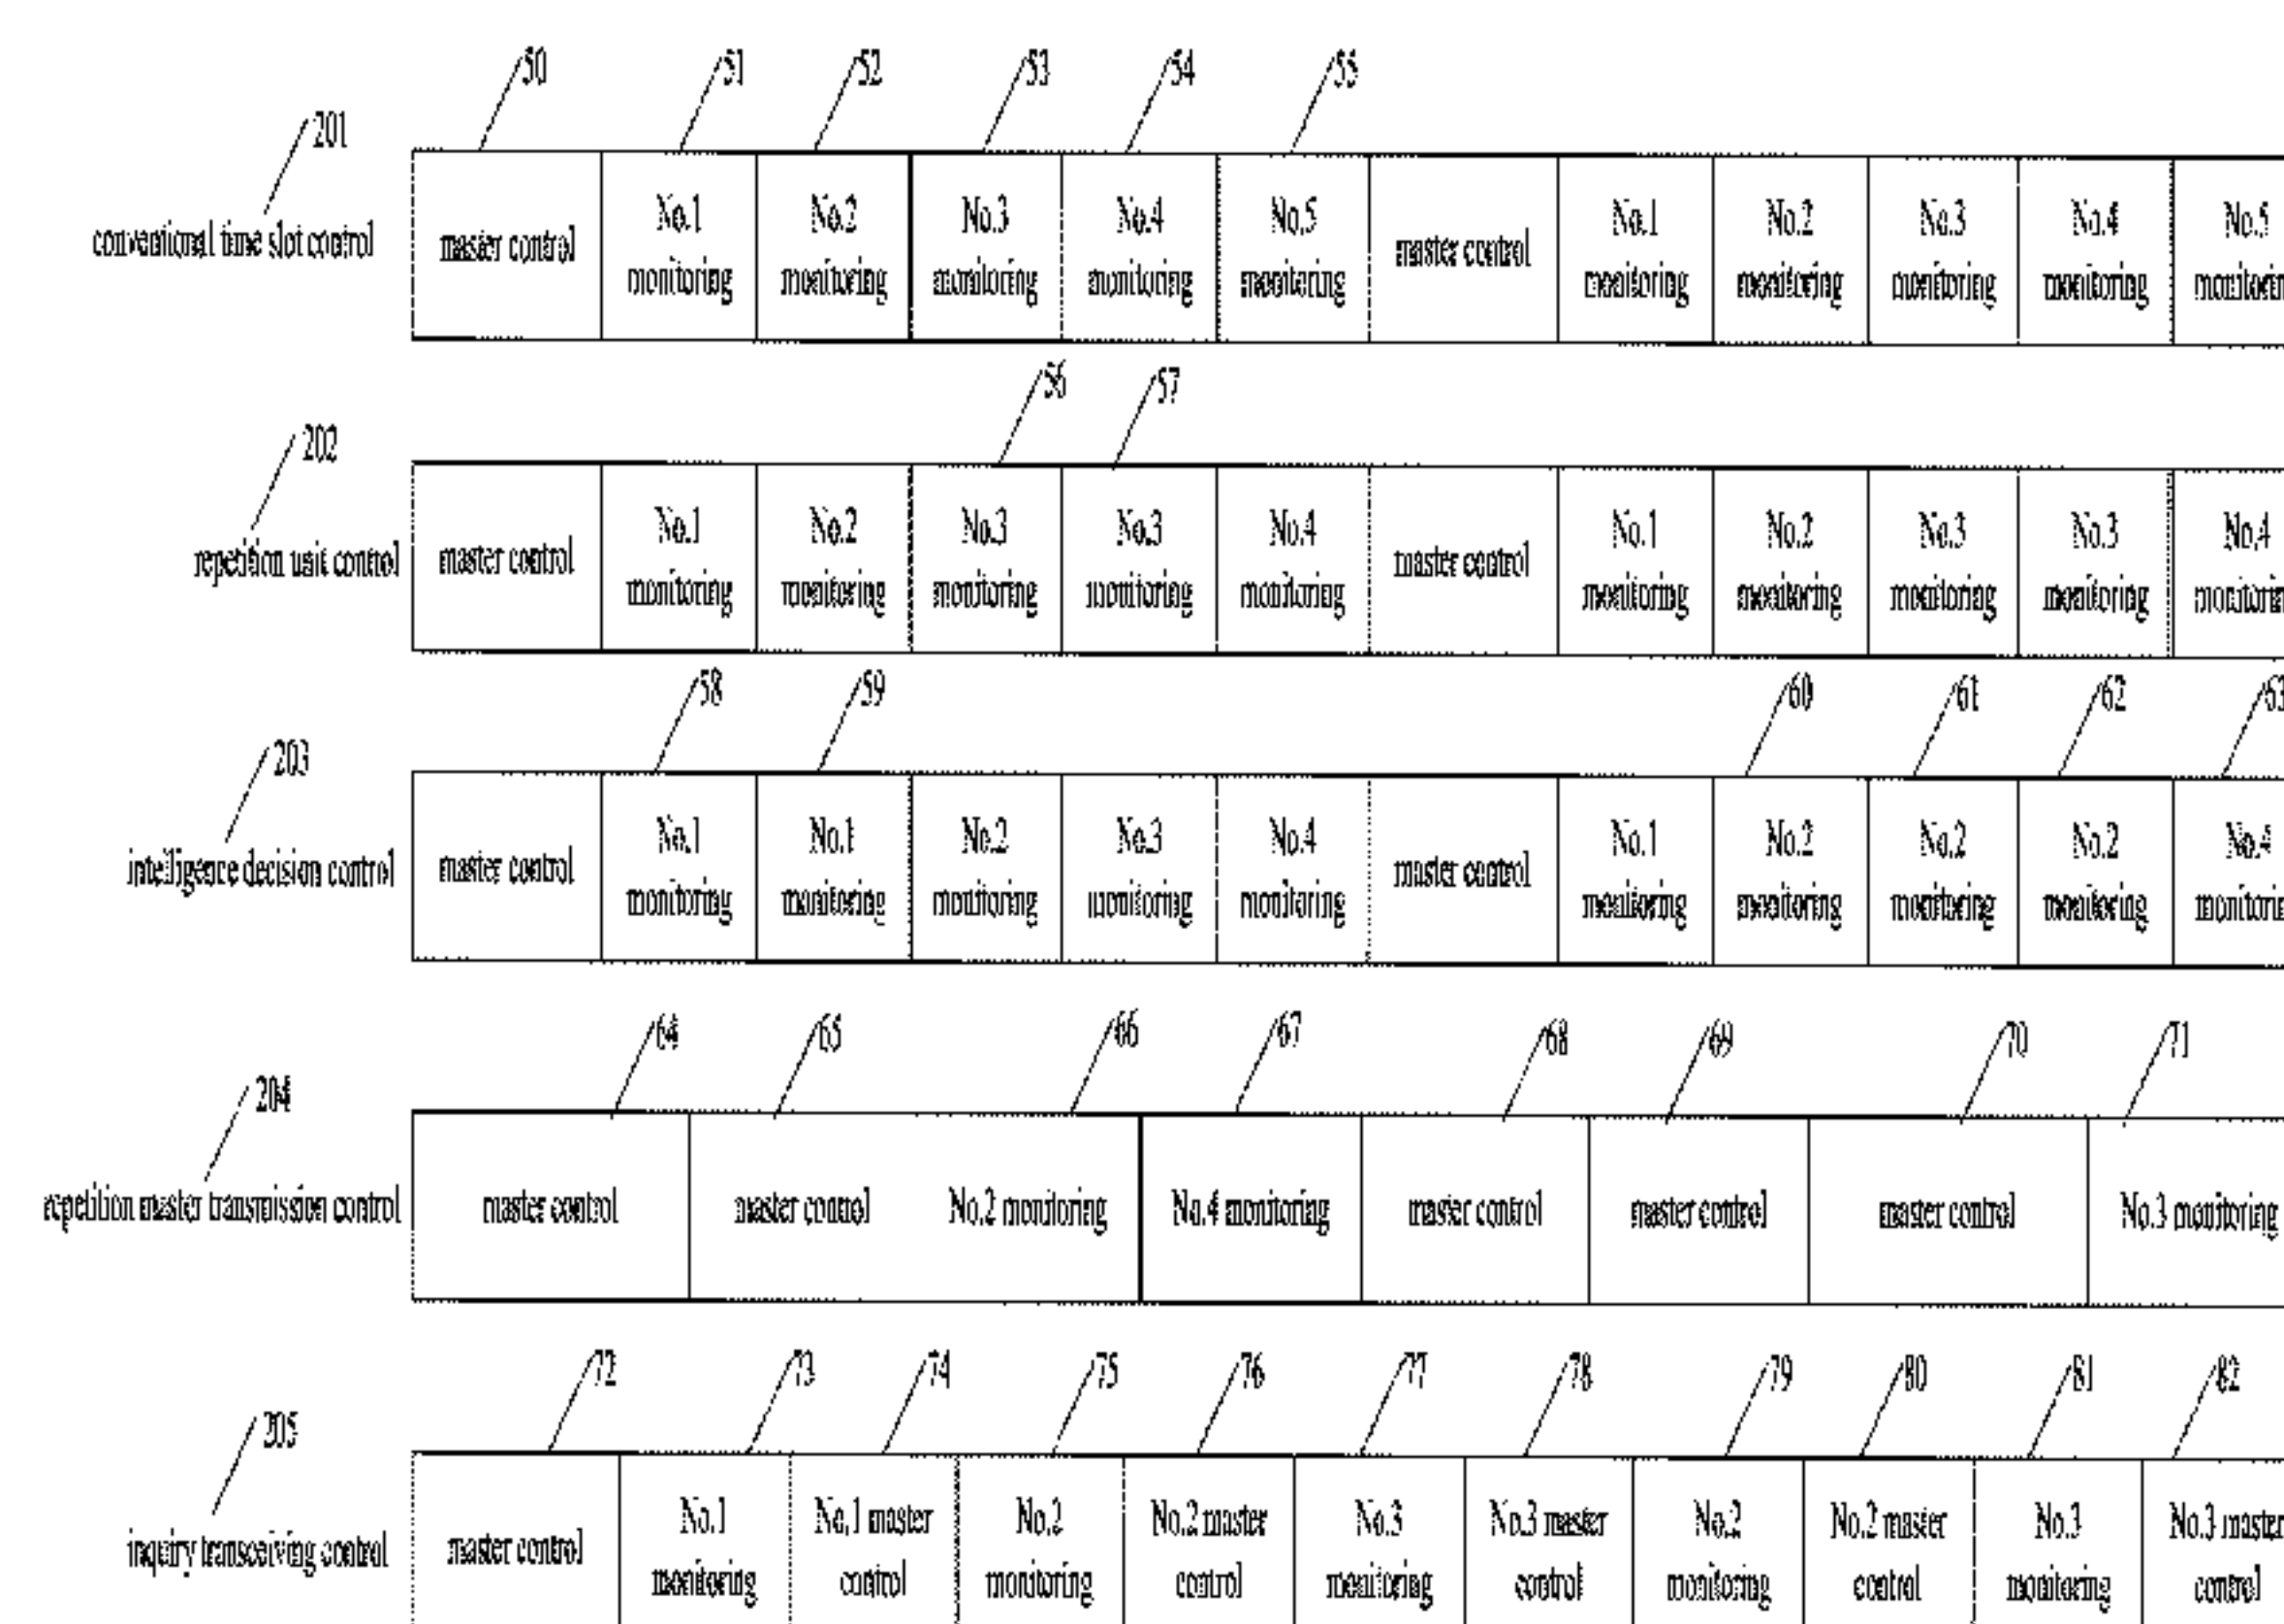 50 51 52 53 54 55
201
conventional time slot control
master control
No.1
monitoring
No.2
monitoring
No.3
monitoring
No.4
monitoring
No.5
monitoring
master control
No.1
monitoring
No.2
monitoring
No.3
monitoring
No.4
monitoring
No.5
56 57
202
repetition unit control
master control
No.1
monitoring
No.2
monitoring
No.3
monitoring
No.3
monitoring
No.4
monitoring
master control
No.1
monitoring
No.2
monitoring
No.3
monitoring
No.3
monitoring
No.4
58 59 60 61 62 63
203
intelligence decision control
master control
No.1
monitoring
No.1
monitoring
No.2
monitoring
No.3
monitoring
No.4
monitoring
master control
No.1
monitoring
No.2
monitoring
No.2
monitoring
No.2
monitoring
No.4
64 65 66 67 68 69 70 71
204
repetition master transmission control
master control
master control
No.2 monitoring
No.4 monitoring
master control
master control
master control
No.3 monitoring
72 73 74 75 76 77 78 79 80 81 82
205
inquiry transceiving control
master control
No.1
monitoring
No.1 master
control
No.2
monitoring
No.2 master
control
No.3
monitoring
No.3 master
control
No.2
monitoring
No.2 master
control
No.3
monitoring
No.3 master
control